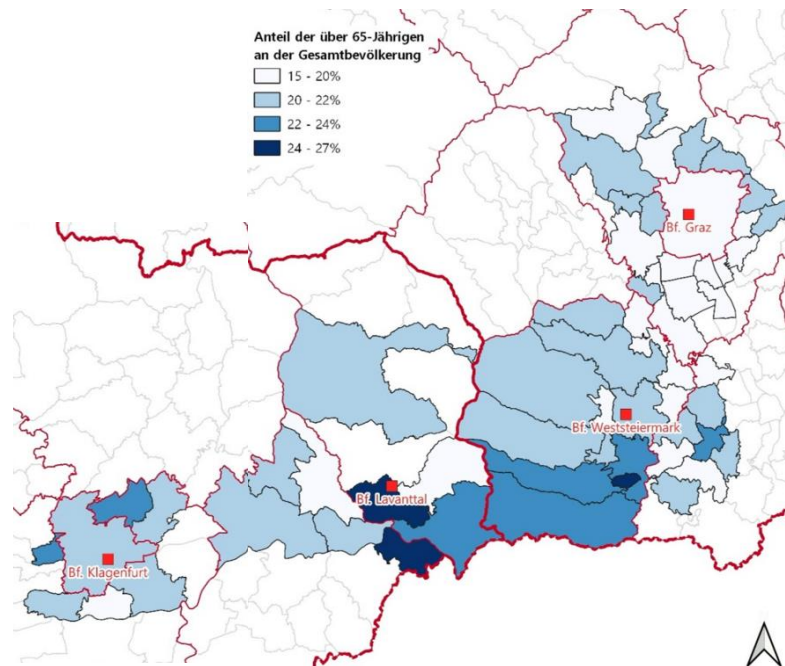 Anteil der über 65-Jährigen
an der Gesamtbevölkerung
15 - 20%
20 - 22%
22 - 24%
24 - 27%
Bf. Graz
Bf. Weststeiermark
Bf. Lavanttal
Bf. Klagenfurt